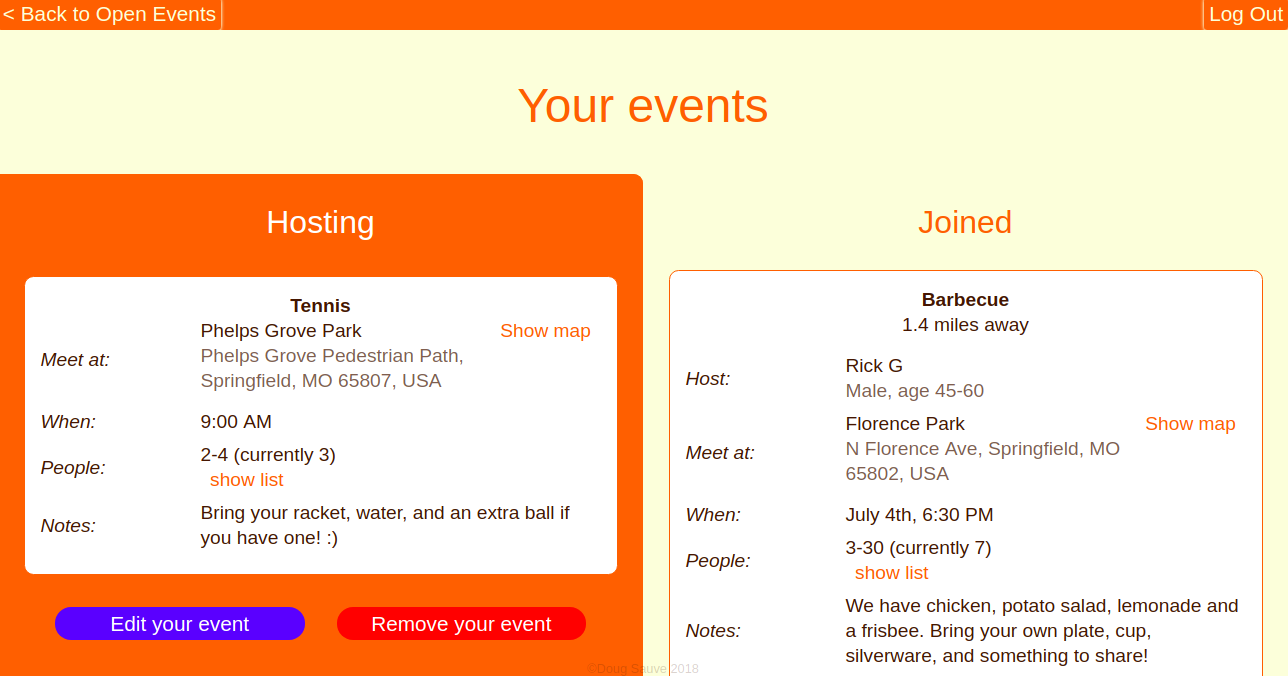 < Back to Open Events
Log Out
Your events
Hosting
Tennis
Meet at:
Phelps Grove Park
Show map
Phelps Grove Pedestrian Path,
Springfield, MO 65807, USA
When:
9:00 AM
People:
2-4 (currently 3)
show list
Notes:
Bring your racket, water, and an extra ball if
you have one! :)
Edit your event
Remove your event
Joined
Barbecue
1.4 miles away
Host:
Rick G
Male, age 45-60
Meet at:
Florence Park
Show map
N Florence Ave, Springfield, MO
65802, USA
When:
July 4th, 6:30 PM
People:
3-30 (currently 7)
show list
Notes:
We have chicken, potato salad, lemonade and
a frisbee. Bring your own plate, cup,
silverware, and something to share!
©Doug Sauve 2018